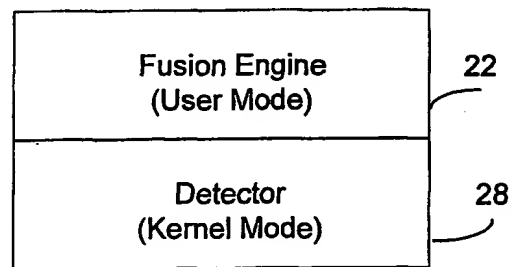 Fusion Engine
(User Mode)
22
Detector
(Kernel Mode)
28